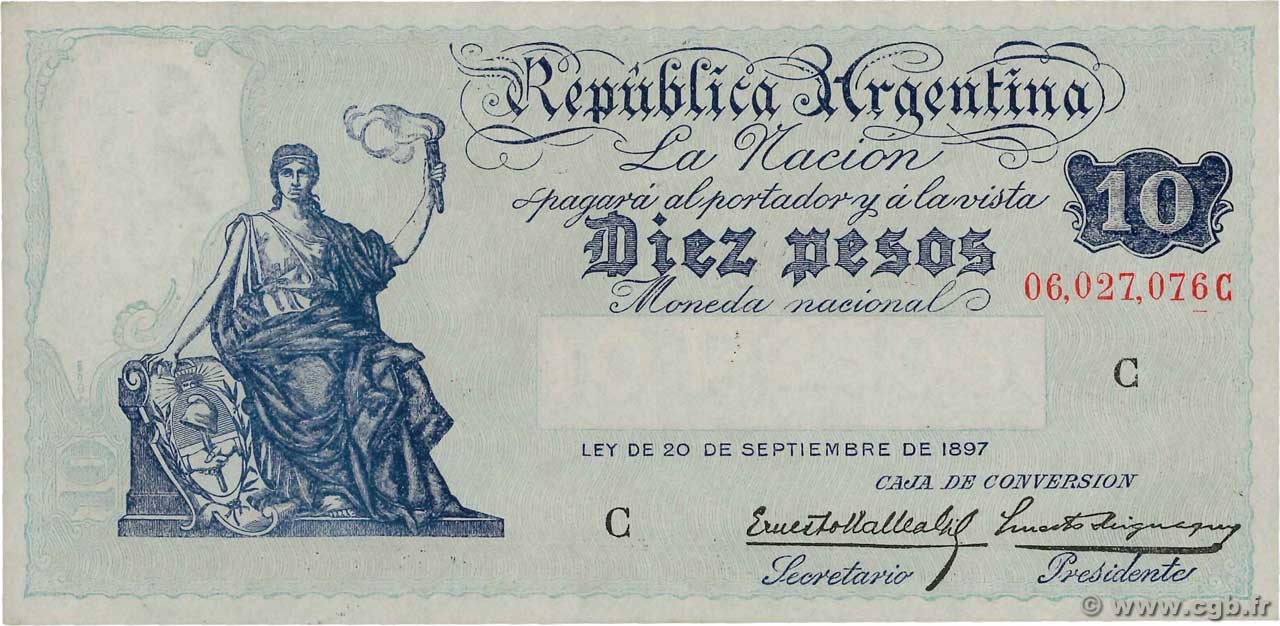 República Argentina
La Nación
pagará al portador y á la vista
10
Diez pesos
06,027,076 C
Moneda nacional
C
LEY DE 20 DE SEPTIEMBRE DE 1897
CAJA DE CONVERSION
10
C
Secretario
Presidente
© www.cgb.fr